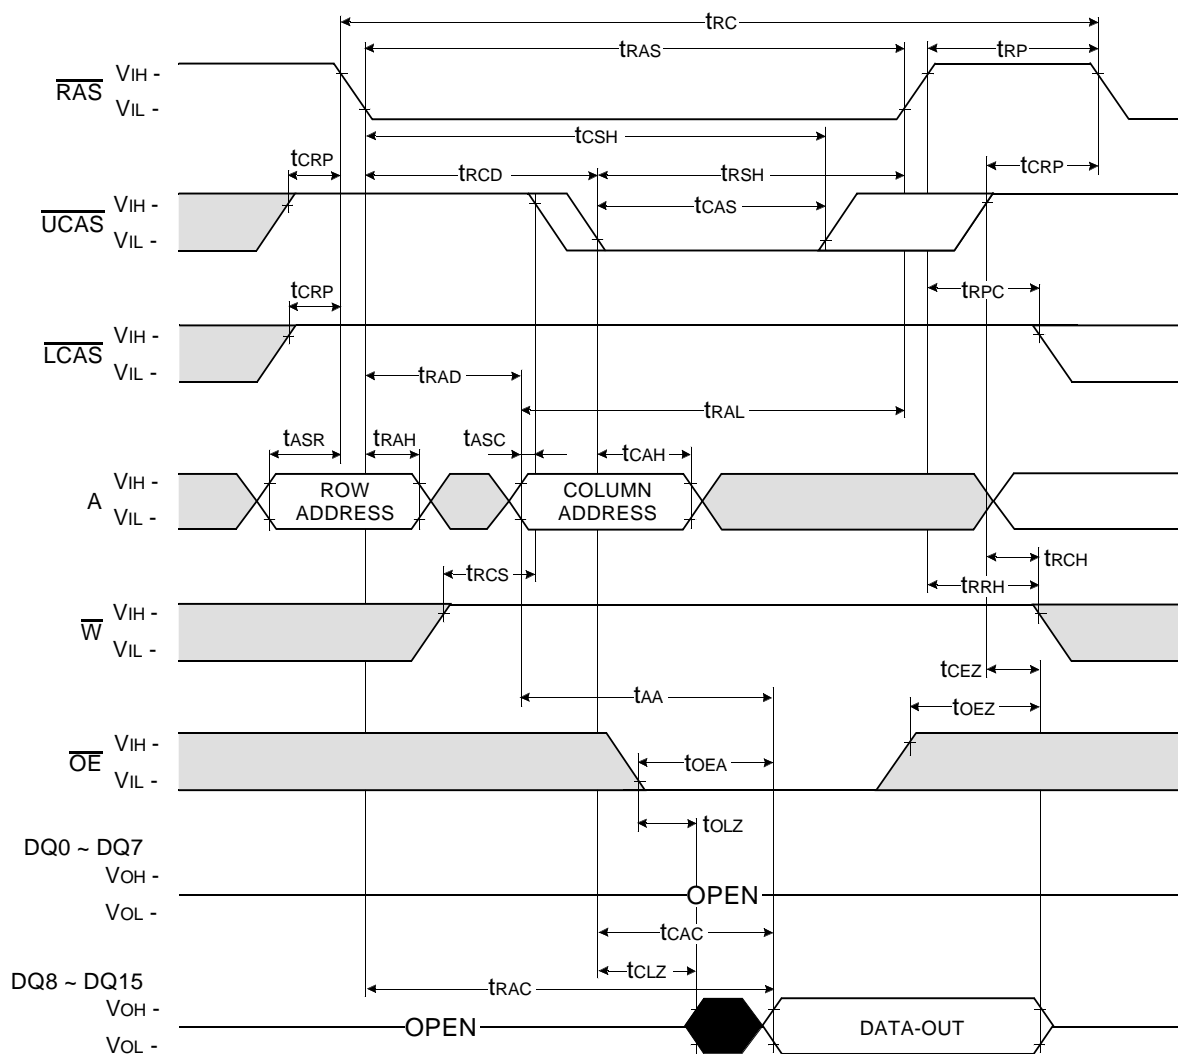 tRC
tRAS tRP
RAS VIH -
VIL -
tCSH
tCRP tCRP
tRCD tRSH
UCAS VIH -
tCAS
VIL -
tCRP tRPC
LCAS VIH -
VIL -
tRAD
tRAL
tASR tRAH tASC tCAH
A VIH -
VIL -
ROW
ADDRESS
COLUMN
ADDRESS
tRCH
tRCS tRRH
W VIH -
VIL -
tCEZ
tAA
tOEZ
OE VIH -
VIL -
tOEA
tOLZ
DQ0 ~ DQ7
VOH -
VOL -
OPEN
tCAC
tCLZ
DQ8 ~ DQ15
tRAC
VOH -
VOL -
OPEN
DATA-OUT